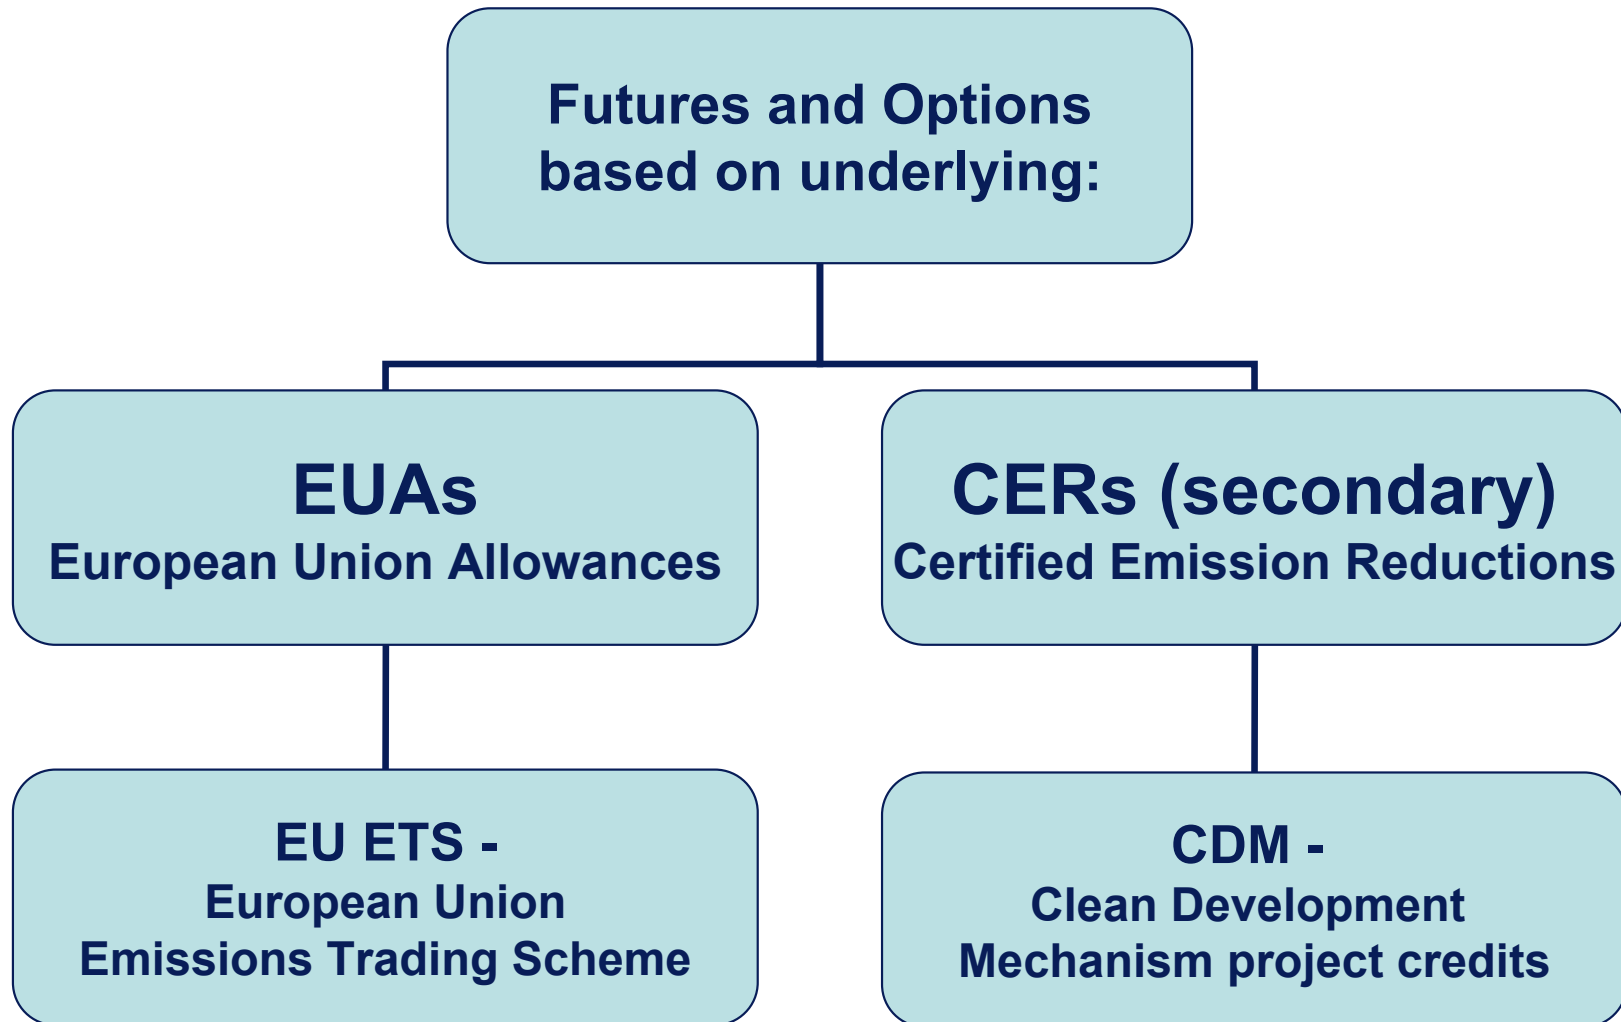 Futures and Options
based on underlying:
EUAs
European Union Allowances
CERs (secondary)
Certified Emission Reductions
EU ETS -
European Union
Emissions Trading Scheme
CDM -
Clean Development
Mechanism project credits